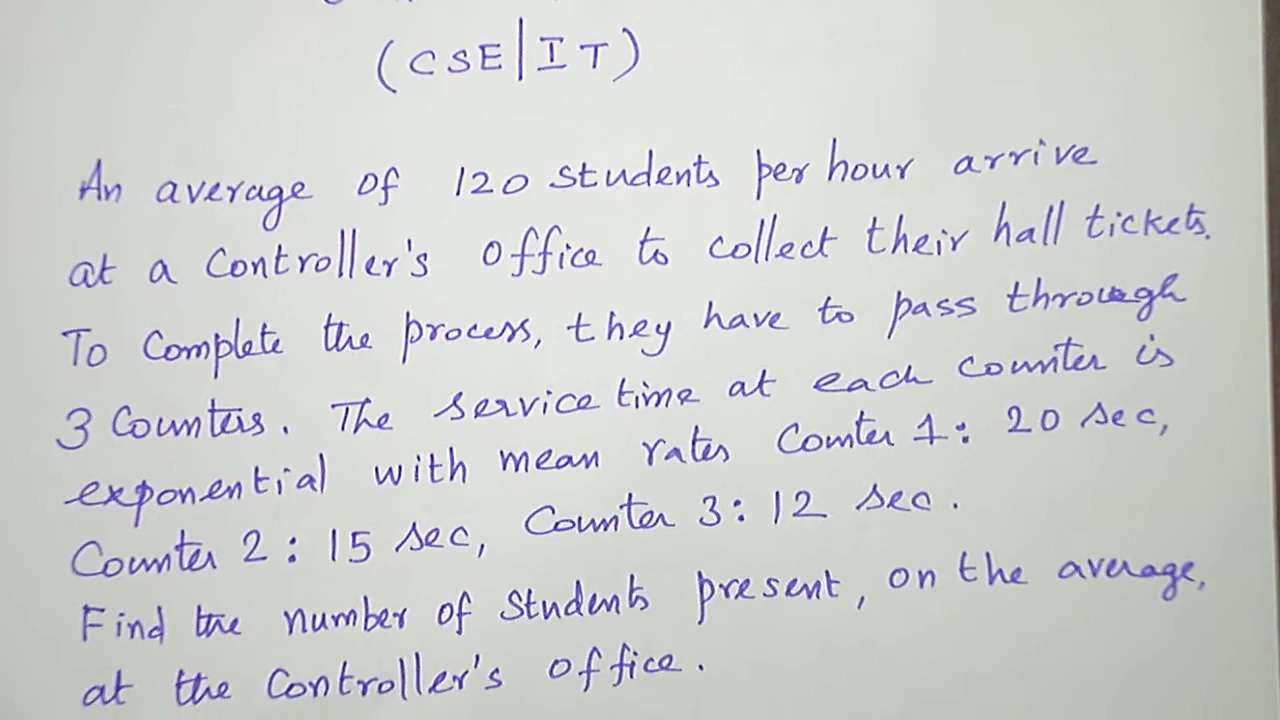 (CSE|IT)
An average of 120 students per hour arrive
at a Controller's office to collect their hall tickets.
To Complete the process, they have to pass through
3 Counters. The service time at each counter is
exponential with mean rates Counter 1: 20 sec,
Counter 2: 15 sec, Counter 3: 12 sec.
Find the number of students present, on the average,
at the Controller's office.